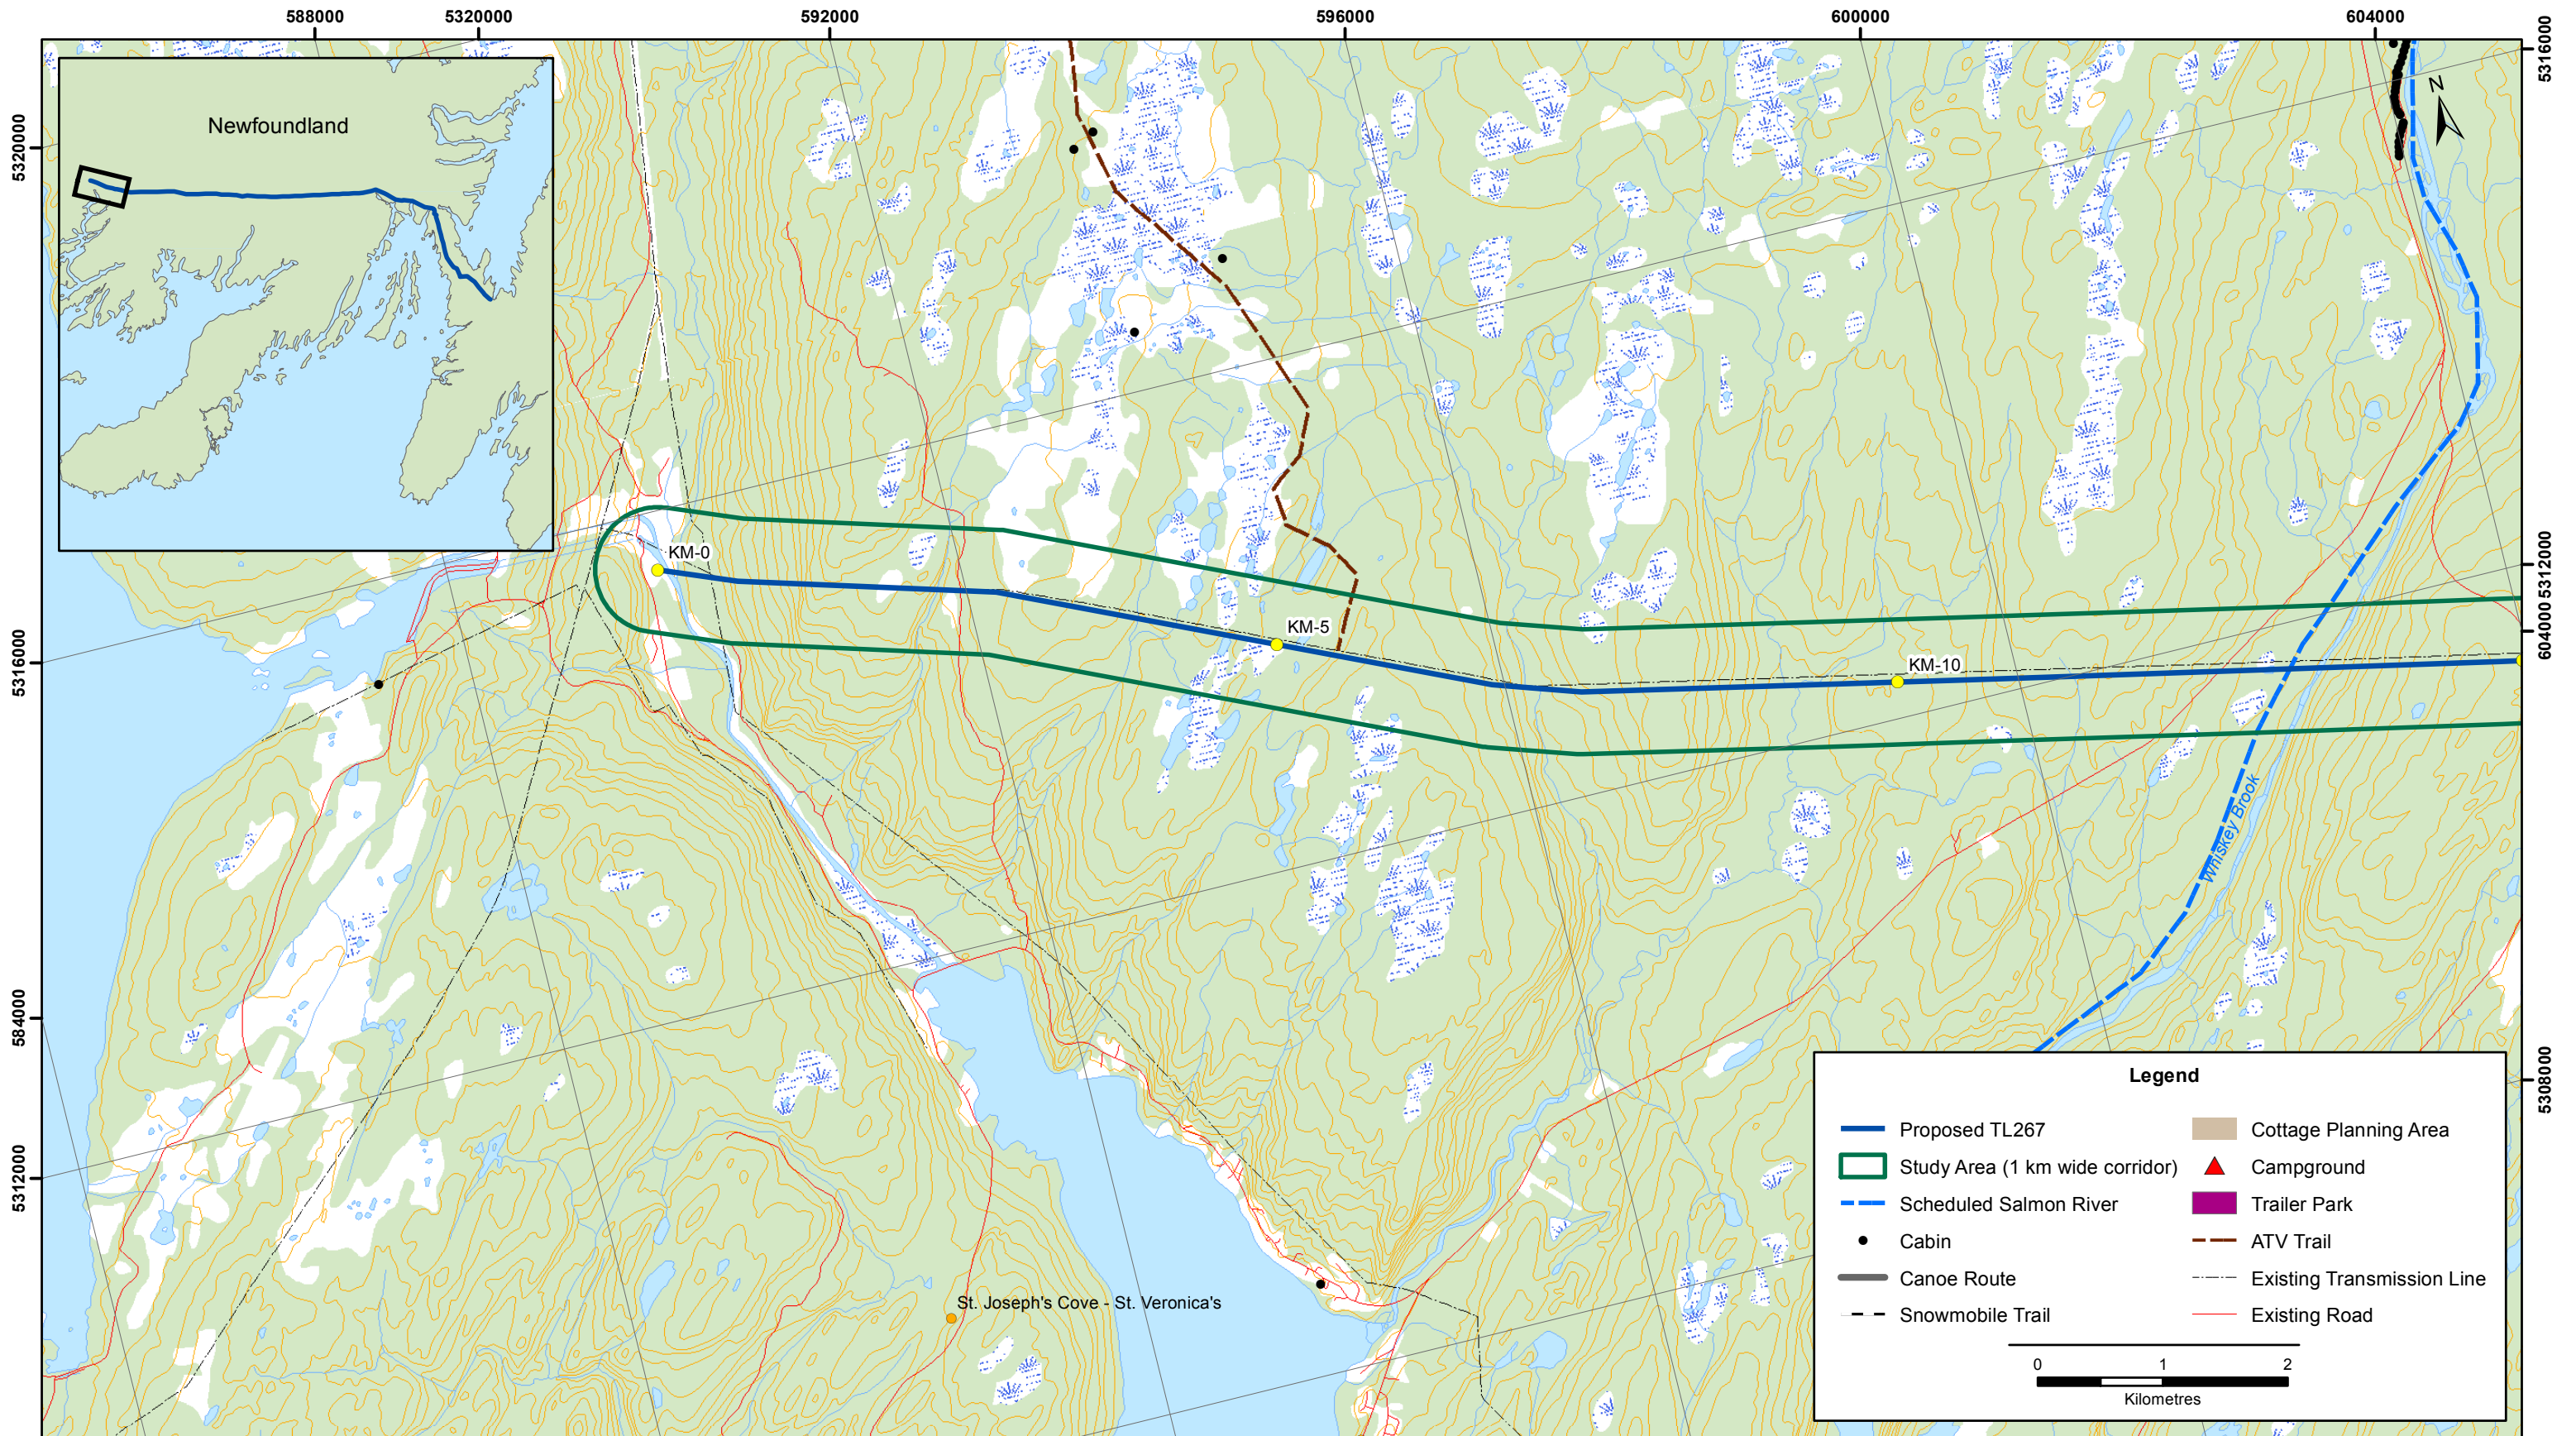 588000
5320000
592000
596000
600000
604000
5316000
5320000
5316000
584000
5312000
5312000
604000
5308000
Newfoundland
N
KM-0
KM-5
KM-10
Whiskey Brook
St. Joseph's Cove - St. Veronica's
Legend
Proposed TL267
Study Area (1 km wide corridor)
Scheduled Salmon River
Cabin
Canoe Route
Snowmobile Trail
Cottage Planning Area
Campground
Trailer Park
ATV Trail
Existing Transmission Line
Existing Road
0 1 2
Kilometres